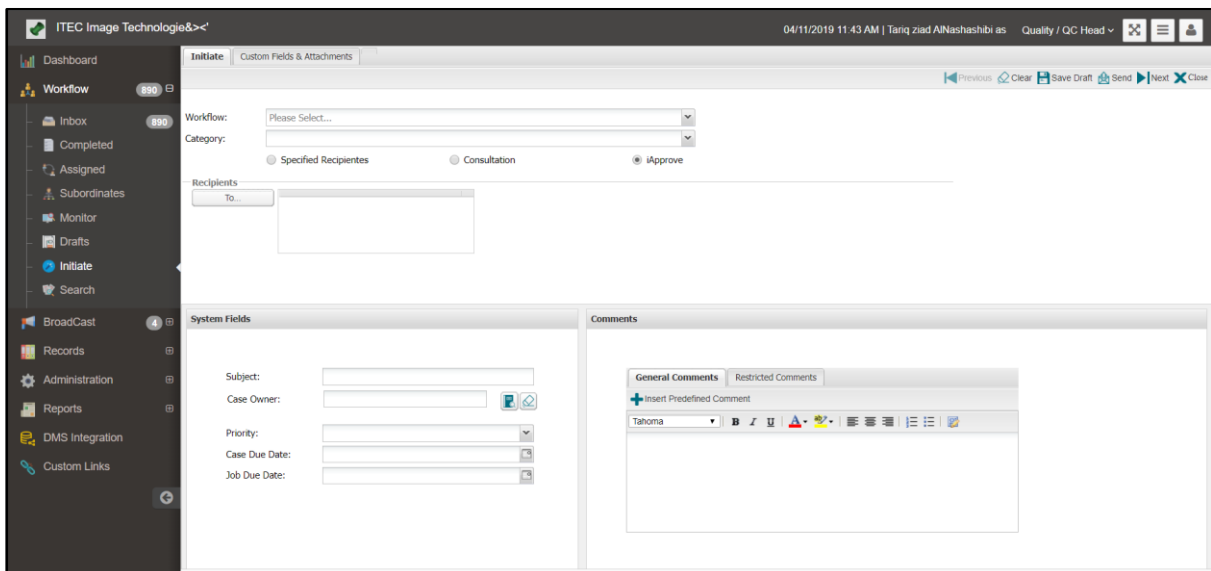 ITEC Image Technologie&><'
04/11/2019 11:43 AM | Tariq ziad AlNashashibi as Quality / QC Head
Dashboard
Workflow 890
Inbox 890
Completed
Assigned
Subordinates
Monitor
Drafts
Initiate
Search
BroadCast 4
Records
Administration
Reports
DMS Integration
Custom Links
Initiate Custom Fields & Attachments
Previous Clear Save Draft Send Next Close
Workflow: Please Select...
Category:
Specified Recipientes Consultation iApprove
Recipients
To...
System Fields
Subject:
Case Owner:
Priority:
Case Due Date:
Job Due Date:
Comments
General Comments Restricted Comments
Insert Predefined Comment
Tahoma B I U A